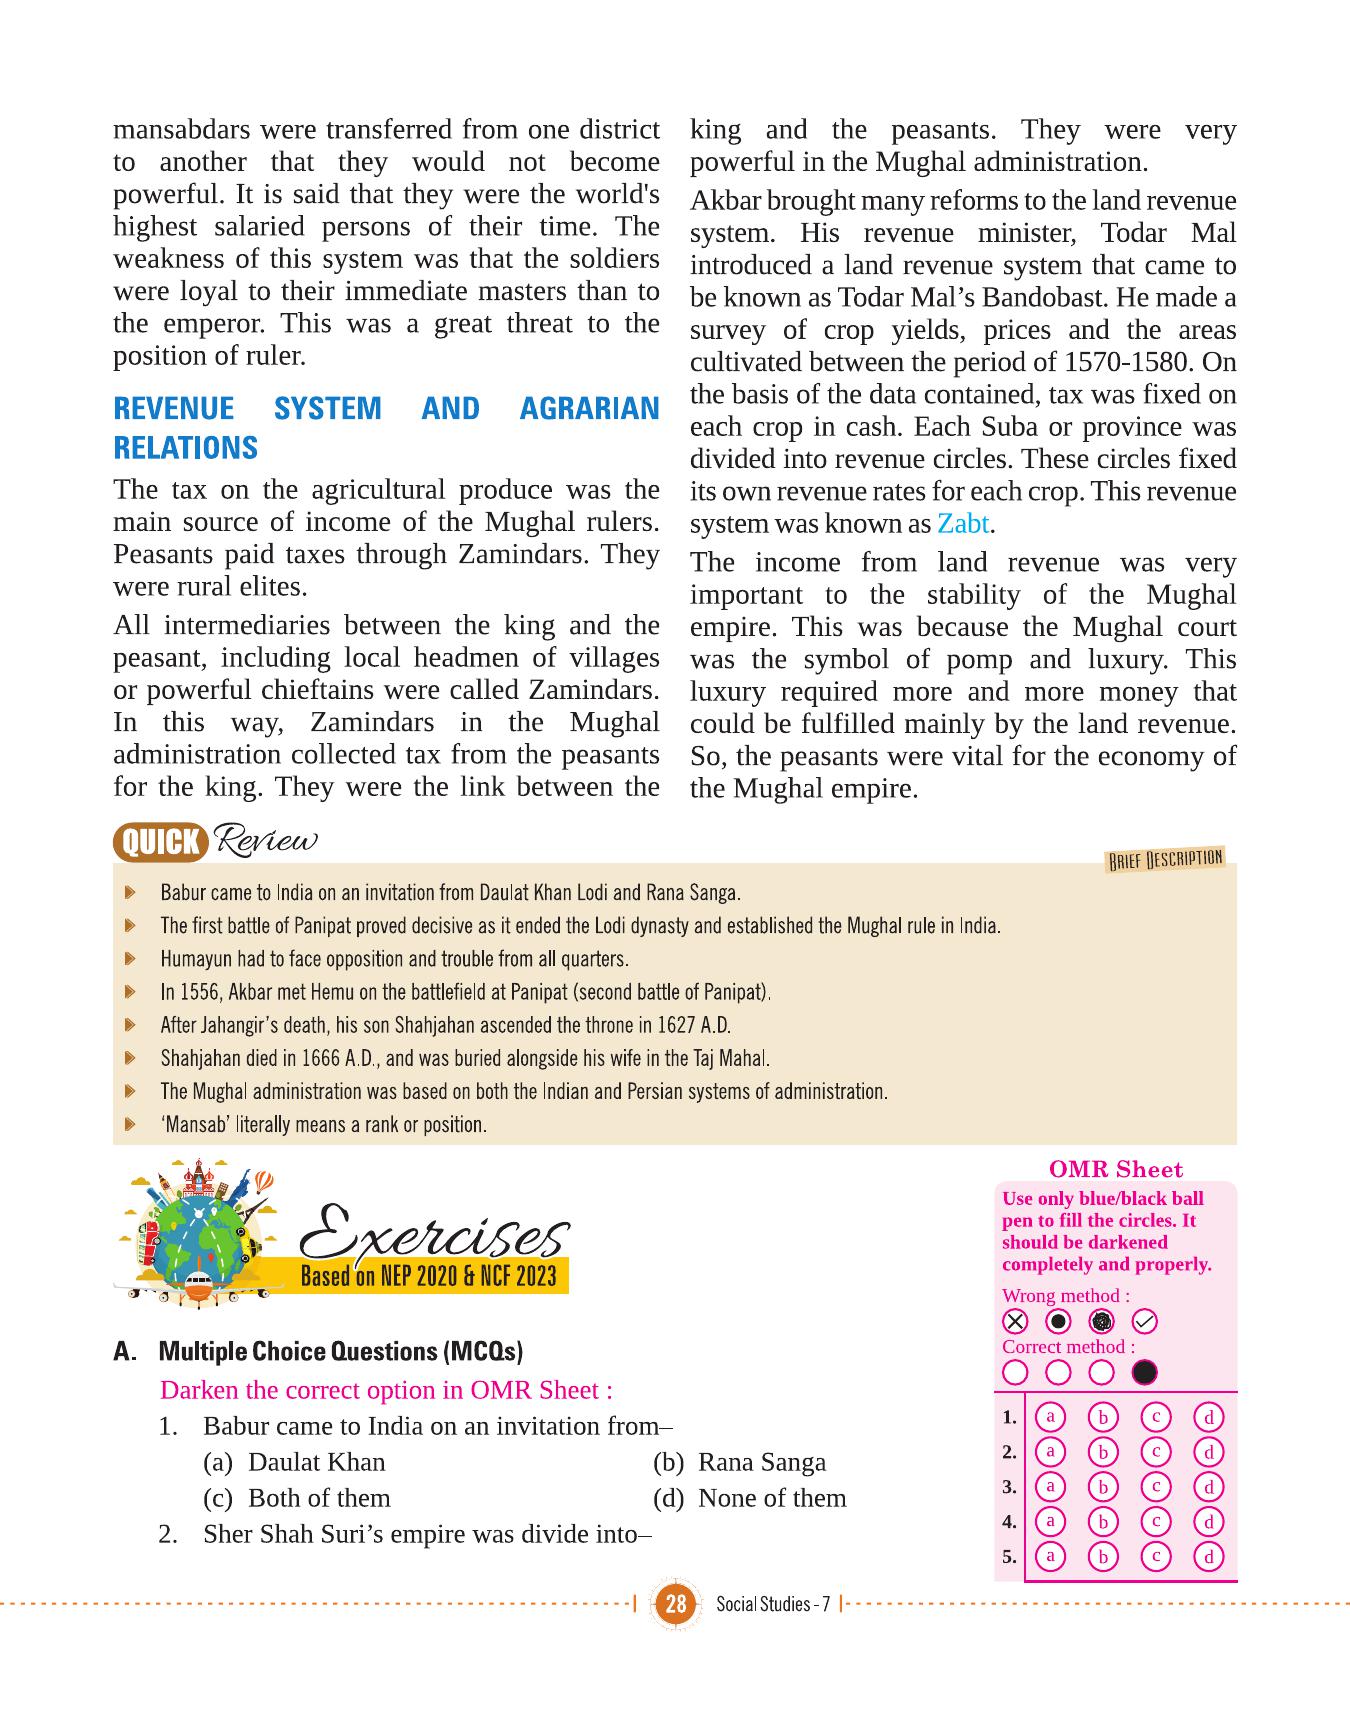 mansabdars were transferred from one district
to another that they would not become
powerful. It is said that they were the world's
highest salaried persons of their time. The
weakness of this system was that the soldiers
were loyal to their immediate masters than to
the emperor. This was a great threat to the
position of ruler.
REVENUE SYSTEM AND AGRARIAN
RELATIONS
The tax on the agricultural produce was the
main source of income of the Mughal rulers.
Peasants paid taxes through Zamindars. They
were rural elites.
All intermediaries between the king and the
peasant, including local headmen of villages
or powerful chieftains were called Zamindars.
In this way, Zamindars in the Mughal
administration collected tax from the peasants
for the king. They were the link between the
king and the peasants. They were very
powerful in the Mughal administration.
Akbar brought many reforms to the land revenue
system. His revenue minister, Todar Mal
introduced a land revenue system that came to
be known as Todar Mal’s Bandobast. He made a
survey of crop yields, prices and the areas
cultivated between the period of 1570-1580. On
the basis of the data contained, tax was fixed on
each crop in cash. Each Suba or province was
divided into revenue circles. These circles fixed
its own revenue rates for each crop. This revenue
system was known as Zabt.
The income from land revenue was very
important to the stability of the Mughal
empire. This was because the Mughal court
was the symbol of pomp and luxury. This
luxury required more and more money that
could be fulfilled mainly by the land revenue.
So, the peasants were vital for the economy of
the Mughal empire.
QUICK Review
BRIEF DESCRIPTION
Babur came to India on an invitation from Daulat Khan Lodi and Rana Sanga.
The first battle of Panipat proved decisive as it ended the Lodi dynasty and established the Mughal rule in India.
Humayun had to face opposition and trouble from all quarters.
In 1556, Akbar met Hemu on the battlefield at Panipat (second battle of Panipat).
After Jahangir’s death, his son Shahjahan ascended the throne in 1627 A.D.
Shahjahan died in 1666 A.D., and was buried alongside his wife in the Taj Mahal.
The Mughal administration was based on both the Indian and Persian systems of administration.
‘Mansab’ literally means a rank or position.
Exercises
Based on NEP 2020 & NCF 2023
A. Multiple Choice Questions (MCQs)
Darken the correct option in OMR Sheet :
1. Babur came to India on an invitation from–
(a) Daulat Khan (b) Rana Sanga
(c) Both of them (d) None of them
2. Sher Shah Suri’s empire was divide into–
OMR Sheet
Use only blue/black ball
pen to fill the circles. It
should be darkened
completely and properly.
Wrong method :
Correct method :
1. a b c d
2. a b c d
3. a b c d
4. a b c d
5. a b c d
28 Social Studies - 7